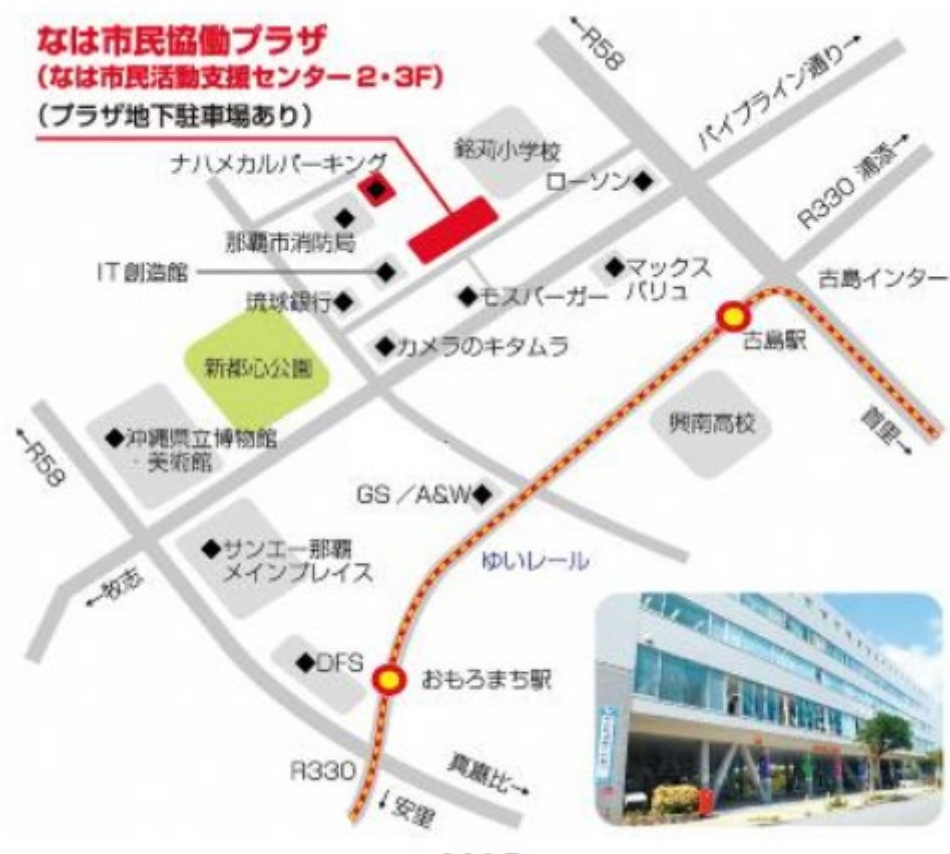 なは市民協働プラザ
(なは市民活動支援センター2・3F)
(プラザ地下駐車場あり)
←R58
パイプライン通り→
銘苅小学校
ナハメカルパーキング
ローソン
R330 浦添→
那覇市消防局
IT創造館
マックス
バリュ
古島インター
琉球銀行
モスバーガー
古島駅
カメラのキタムラ
新都心公園
興南高校
首里→
←R58
沖縄県立博物館
・美術館
GS/A&W
サンエー那覇
メインプレイス
ゆいレール
←牧志
DFS
おもろまち駅
R330
真嘉比→
↓安里